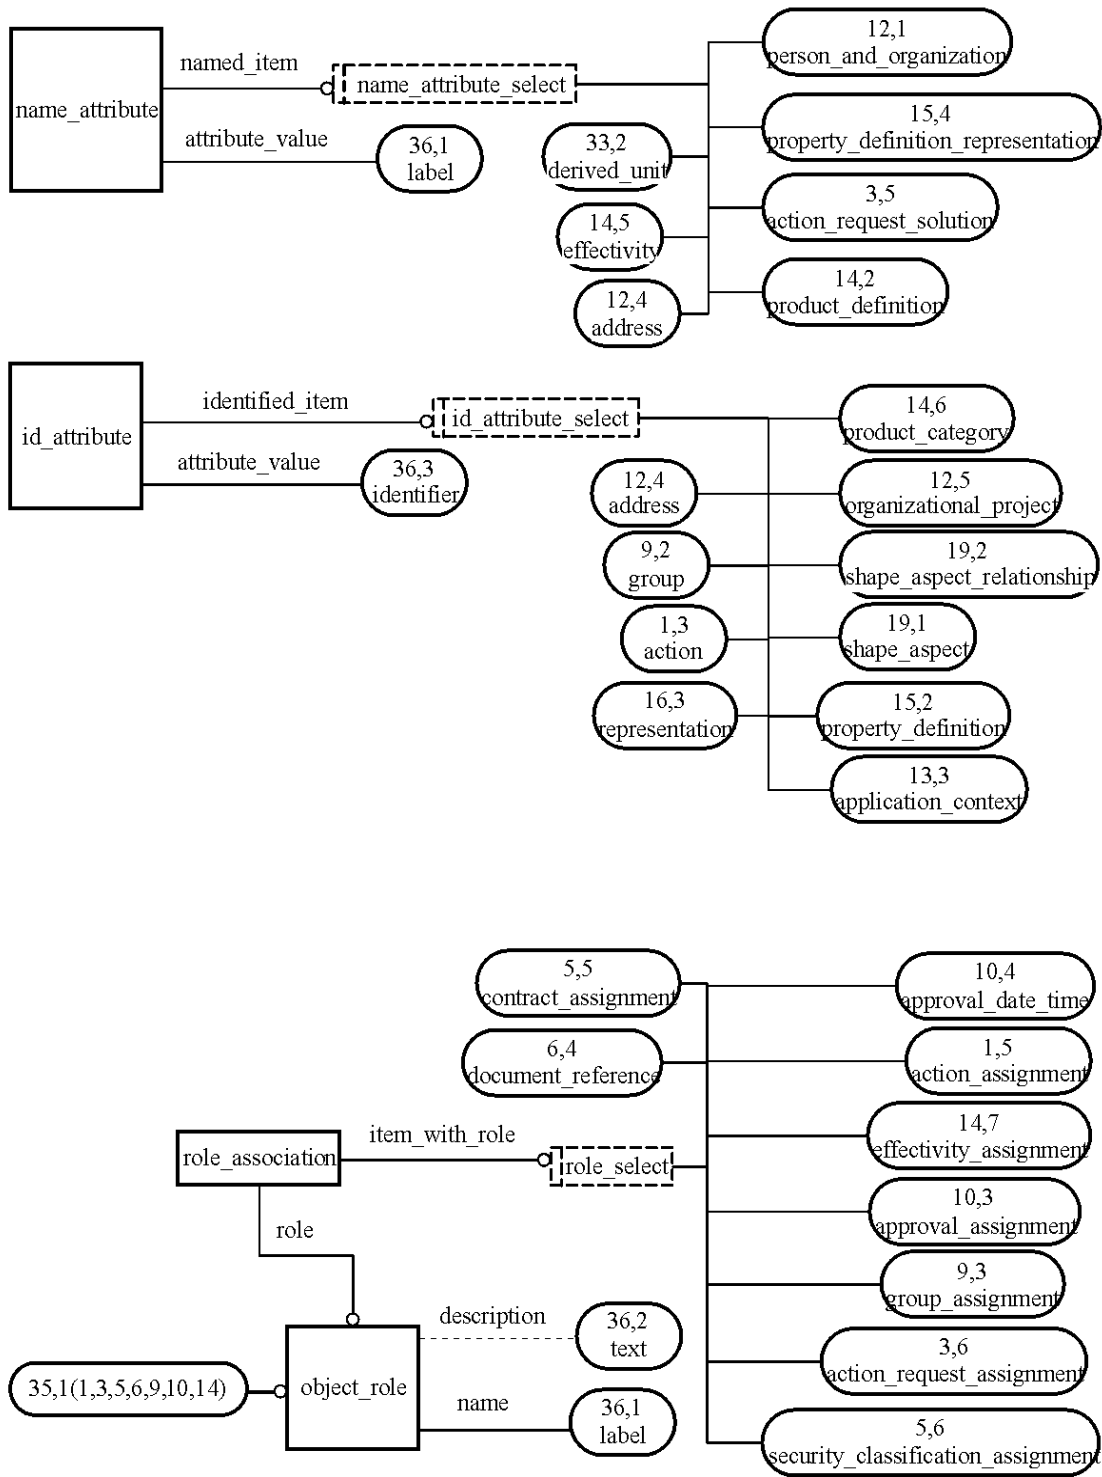 named_item
name_attribute
attribute_value
name_attribute_select
36,1
label
12,1
person_and_organization
15,4
property_definition_representation
33,2
derived_unit
3,5
action_request_solution
14,5
effectivity
14,2
product_definition
12,4
address
id_attribute
identified_item
id_attribute_select
attribute_value
36,3
identifier
14,6
product_category
12,4
address
12,5
organizational_project
9,2
group
19,2
shape_aspect_relationship
1,3
action
19,1
shape_aspect
16,3
representation
15,2
property_definition
13,3
application_context
5,5
contract_assignment
10,4
approval_date_time
6,4
document_reference
1,5
action_assignment
role_association
item_with_role
role_select
14,7
effectivity_assignment
10,3
approval_assignment
role
9,3
group_assignment
description
36,2
text
3,6
action_request_assignment
35,1(1,3,5,6,9,10,14)
object_role
name
36,1
label
5,6
security_classification_assignment